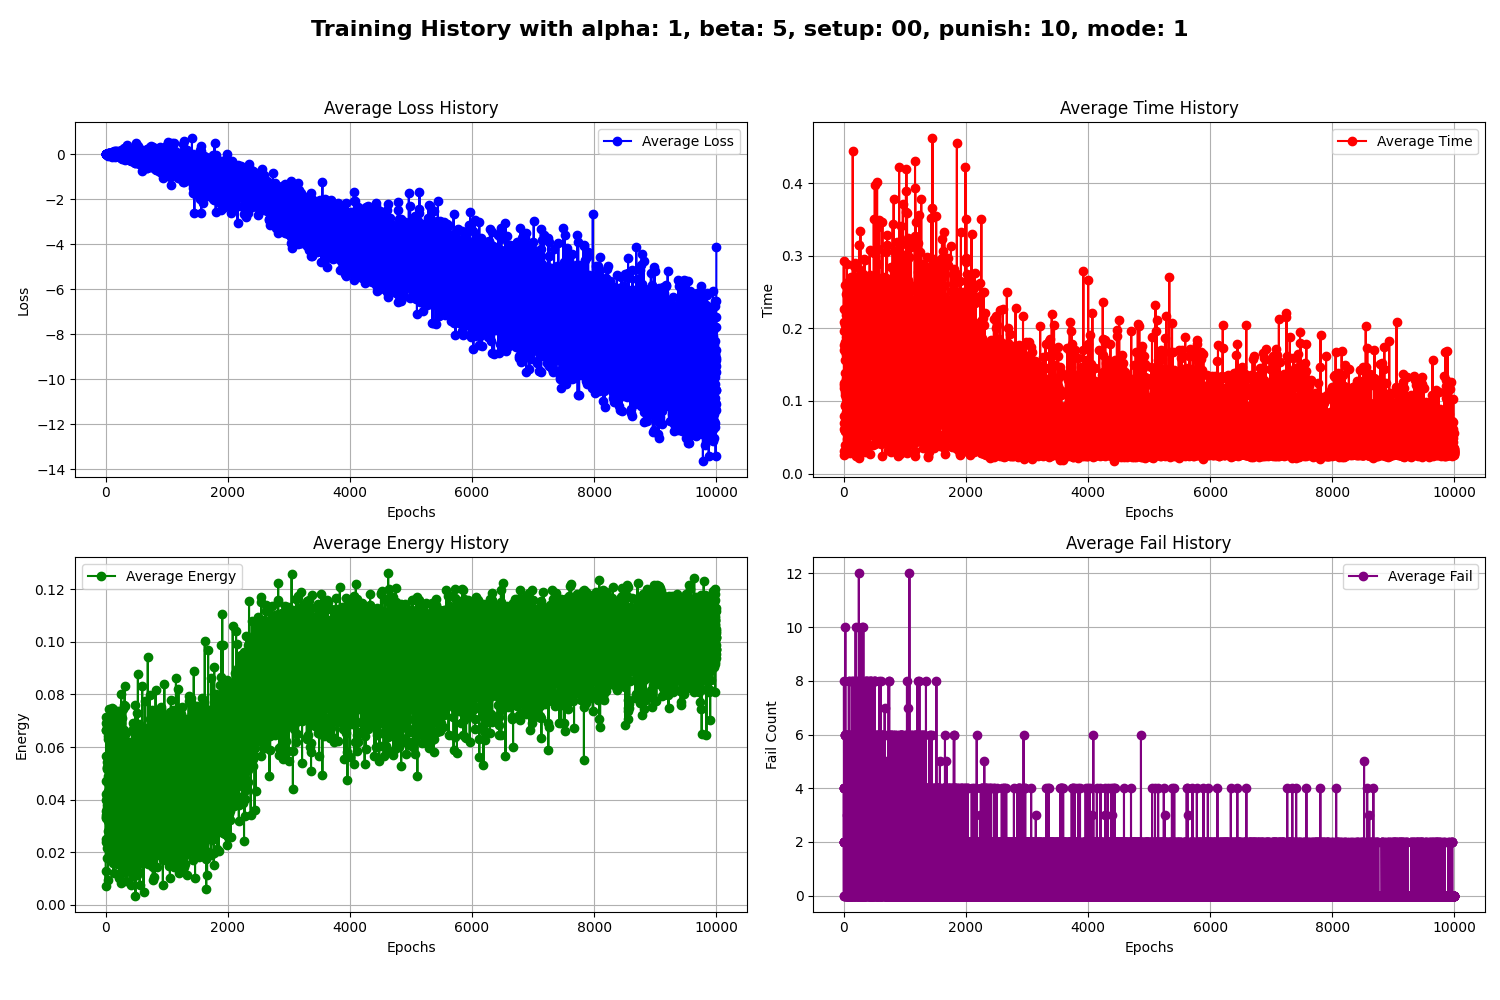 Training History with alpha: 1, beta: 5, setup: 00, punish: 10, mode: 1
Average Loss History
Average Loss
Loss
0
−2
−4
−6
−8
−10
−12
−14
0 2000 4000 6000 8000 10000
Epochs
Average Time History
Average Time
Time
0.4
0.3
0.2
0.1
0.0
0 2000 4000 6000 8000 10000
Epochs
Average Energy History
Average Energy
Energy
0.12
0.10
0.08
0.06
0.04
0.02
0.00
0 2000 4000 6000 8000 10000
Epochs
Average Fail History
Average Fail
Fail Count
12
10
8
6
4
2
0
0 2000 4000 6000 8000 10000
Epochs